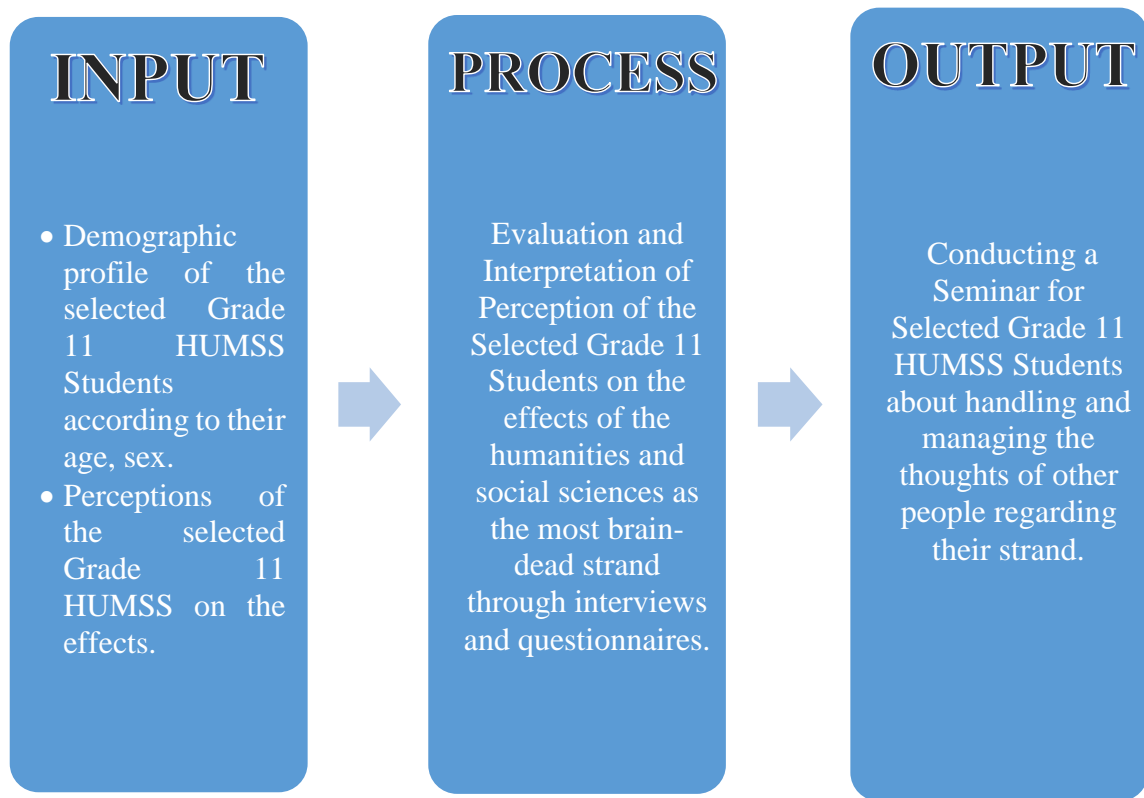 INPUT
• Demographic
profile of the
selected Grade
11 HUMSS
Students
according to their
age, sex.
• Perceptions of
the selected
Grade 11
HUMSS on the
effects.
PROCESS
Evaluation and
Interpretation of
Perception of the
Selected Grade 11
Students on the
effects of the
humanities and
social sciences as
the most brain-
dead strand
through interviews
and questionnaires.
OUTPUT
Conducting a
Seminar for
Selected Grade 11
HUMSS Students
about handling and
managing the
thoughts of other
people regarding
their strand.